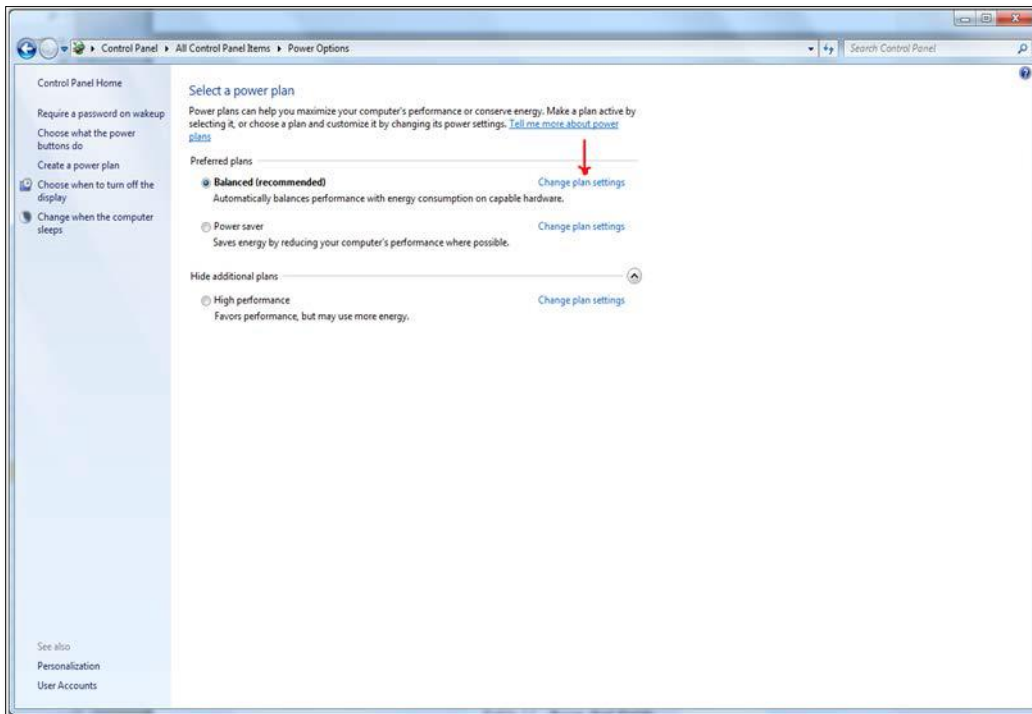 Control Panel ▸ All Control Panel Items ▸ Power Options
Search Control Panel
Control Panel Home
Require a password on wakeup
Choose what the power
buttons do
Create a power plan
Choose when to turn off the
display
Change when the computer
sleeps
See also
Personalization
User Accounts
Select a power plan
Power plans can help you maximize your computer's performance or conserve energy. Make a plan active by
selecting it, or choose a plan and customize it by changing its power settings. Tell me more about power
plans
Preferred plans
Balanced (recommended) Change plan settings
Automatically balances performance with energy consumption on capable hardware.
Power saver Change plan settings
Saves energy by reducing your computer's performance where possible.
Hide additional plans
High performance Change plan settings
Favors performance, but may use more energy.